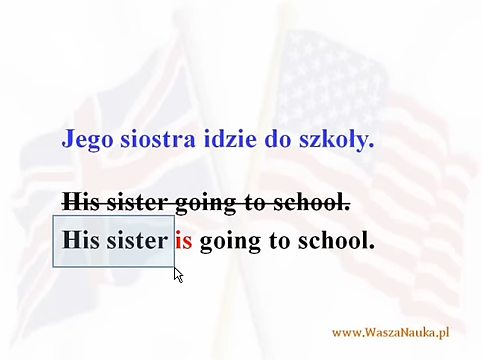 Jego siostra idzie do szkoły.
His sister going to school.
His sister is going to school.
www.WaszaNauka.pl